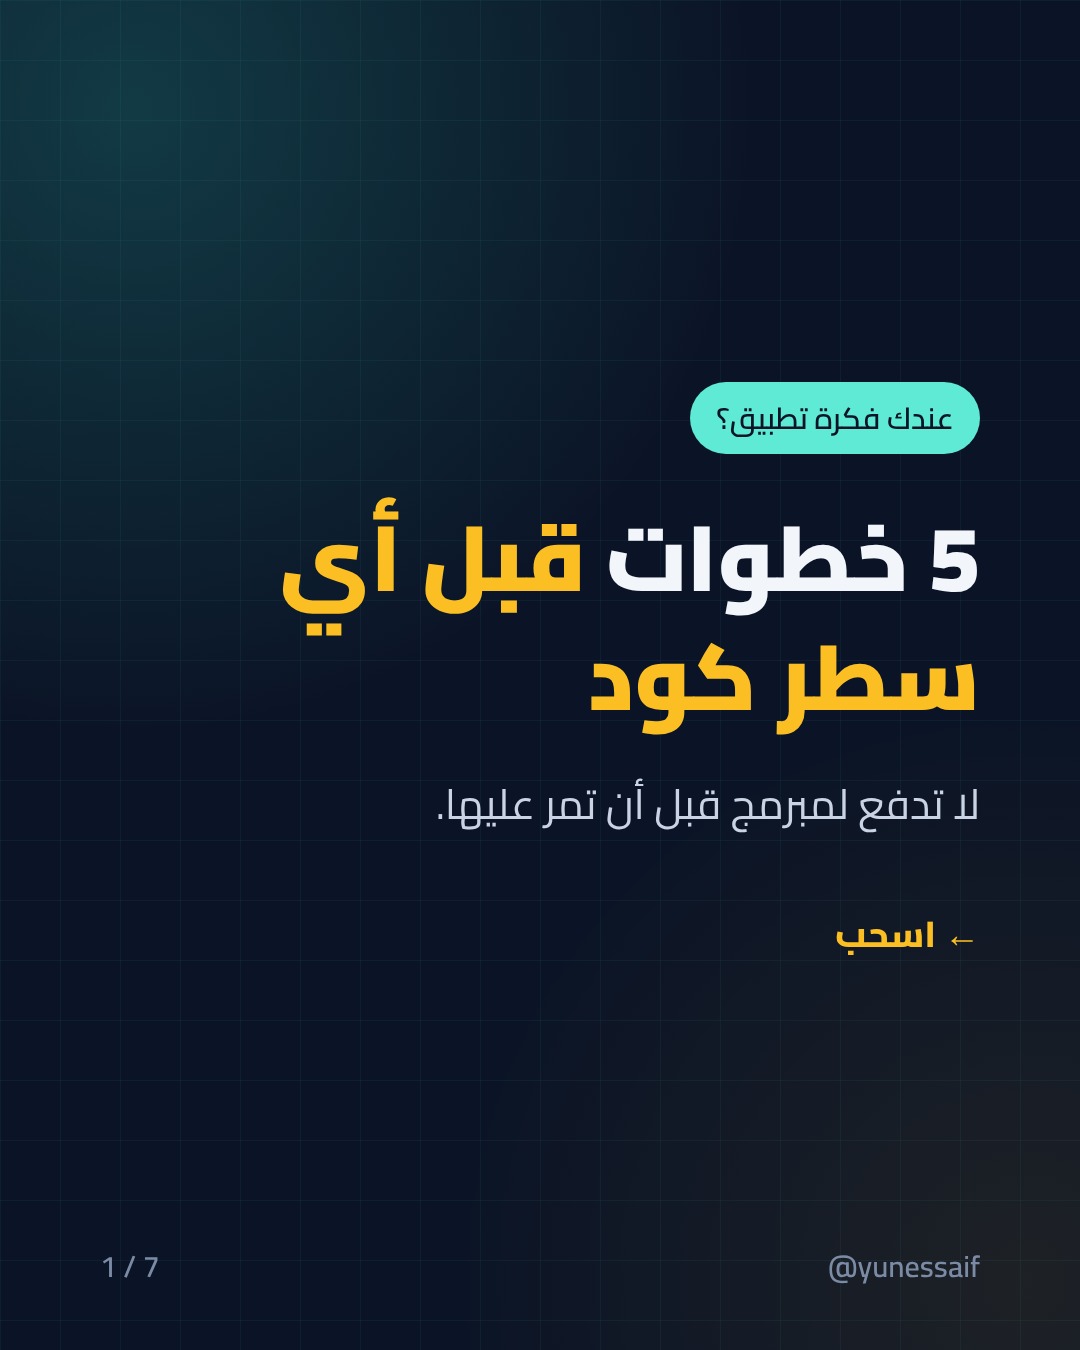 عندك فكرة تطبيق؟
5 خطوات قبل أي
سطر كود
لا تدفع لمبرمج قبل أن تمر عليها.
← اسحب
@yunessaif
1 / 7